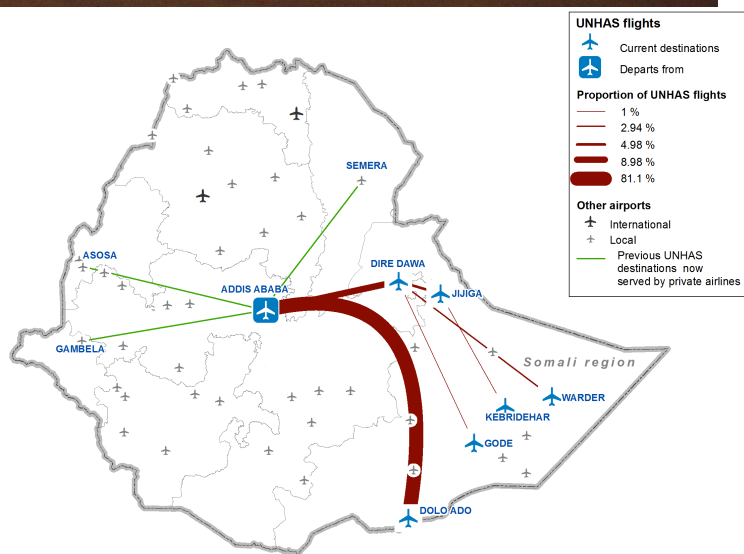 UNHAS flights
Current destinations
Departs from
Proportion of UNHAS flights
1 %
2.94 %
4.98 %
8.98 %
81.1 %
Other airports
International
Local
Previous UNHAS
destinations now
served by private airlines
SEMERA
ASOSA
DIRE DAWA
ADDIS ABABA
JIJIGA
GAMBELA
Somali region
WARDER
KEBRIDEHAR
GODE
DOLO ADO